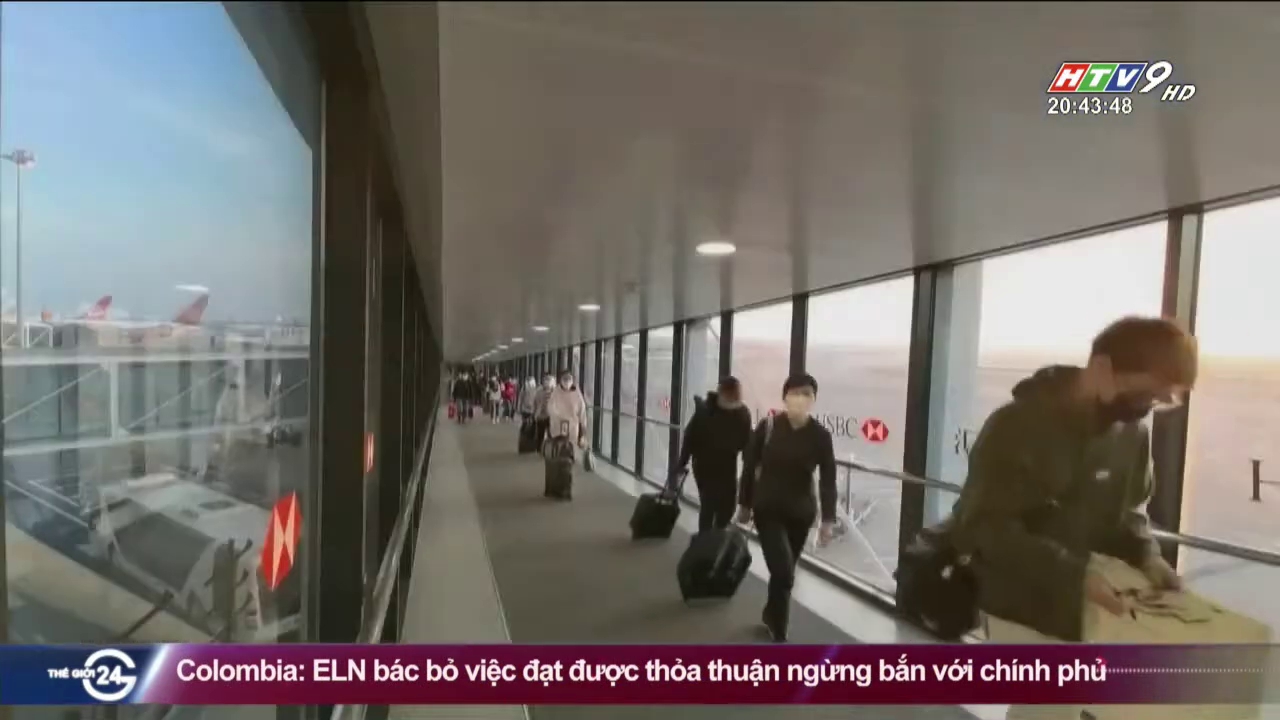 HTV9 HD
20:43:48
HSBC
THẾ GIỚI 24G
Colombia: ELN bác bỏ việc đạt được thỏa thuận ngừng bắn với chính phủ